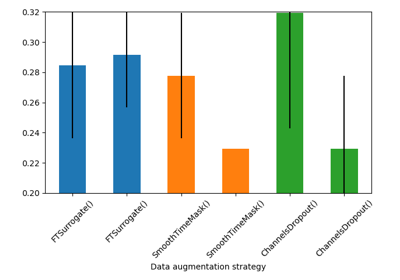 0.32
0.30
0.28
0.26
0.24
0.22
0.20
FTSurrogate()
FTSurrogate()
SmoothTimeMask()
SmoothTimeMask()
ChannelsDropout()
ChannelsDropout()
Data augmentation strategy